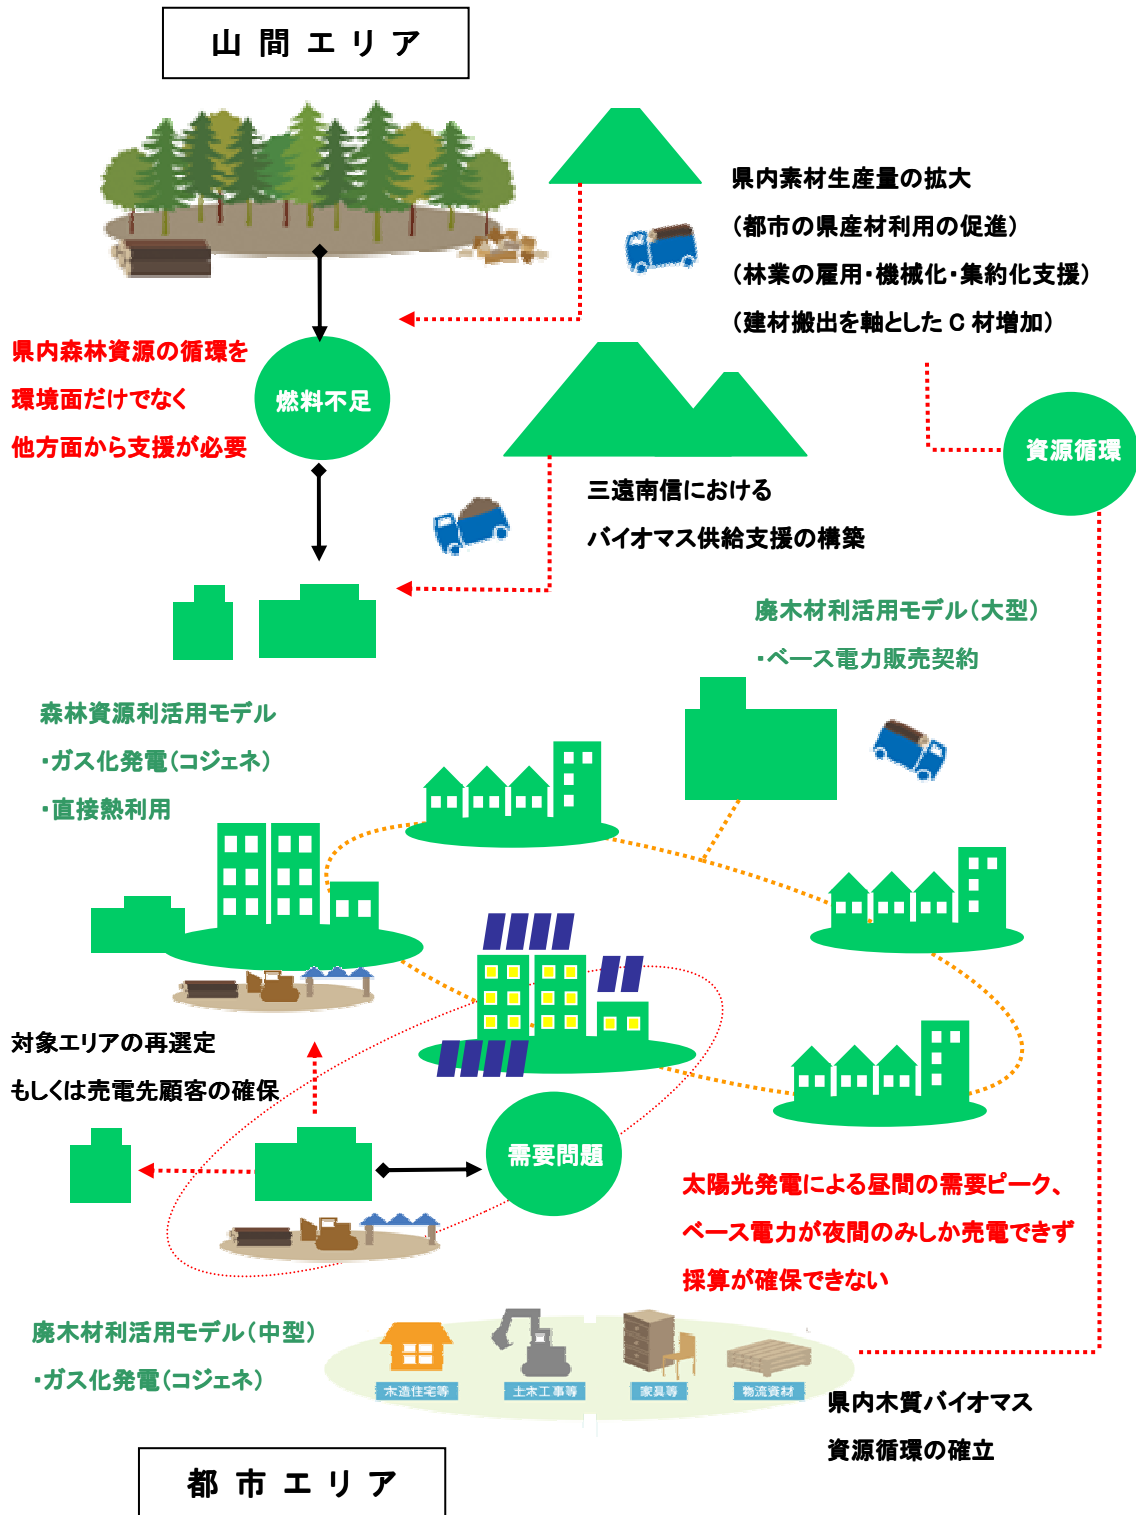 山間エリア
県内素材生産量の拡大
（都市の県産材利用の促進）
（林業の雇用・機械化・集約化支援）
（建材搬出を軸としたC材増加）
県内森林資源の循環を
環境面だけでなく
他方面から支援が必要
燃料不足
資源循環
三遠南信における
バイオマス供給支援の構築
廃木材利活用モデル（大型）
・ベース電力販売契約
森林資源利活用モデル
・ガス化発電（コジェネ）
・直接熱利用
対象エリアの再選定
もしくは売電先顧客の確保
需要問題
太陽光発電による昼間の需要ピーク、
ベース電力が夜間のみしか売電できず
採算が確保できない
廃木材利活用モデル（中型）
・ガス化発電（コジェネ）
木造住宅等
土木工事等
家具等
物流資材
県内木質バイオマス
資源循環の確立
都市エリア